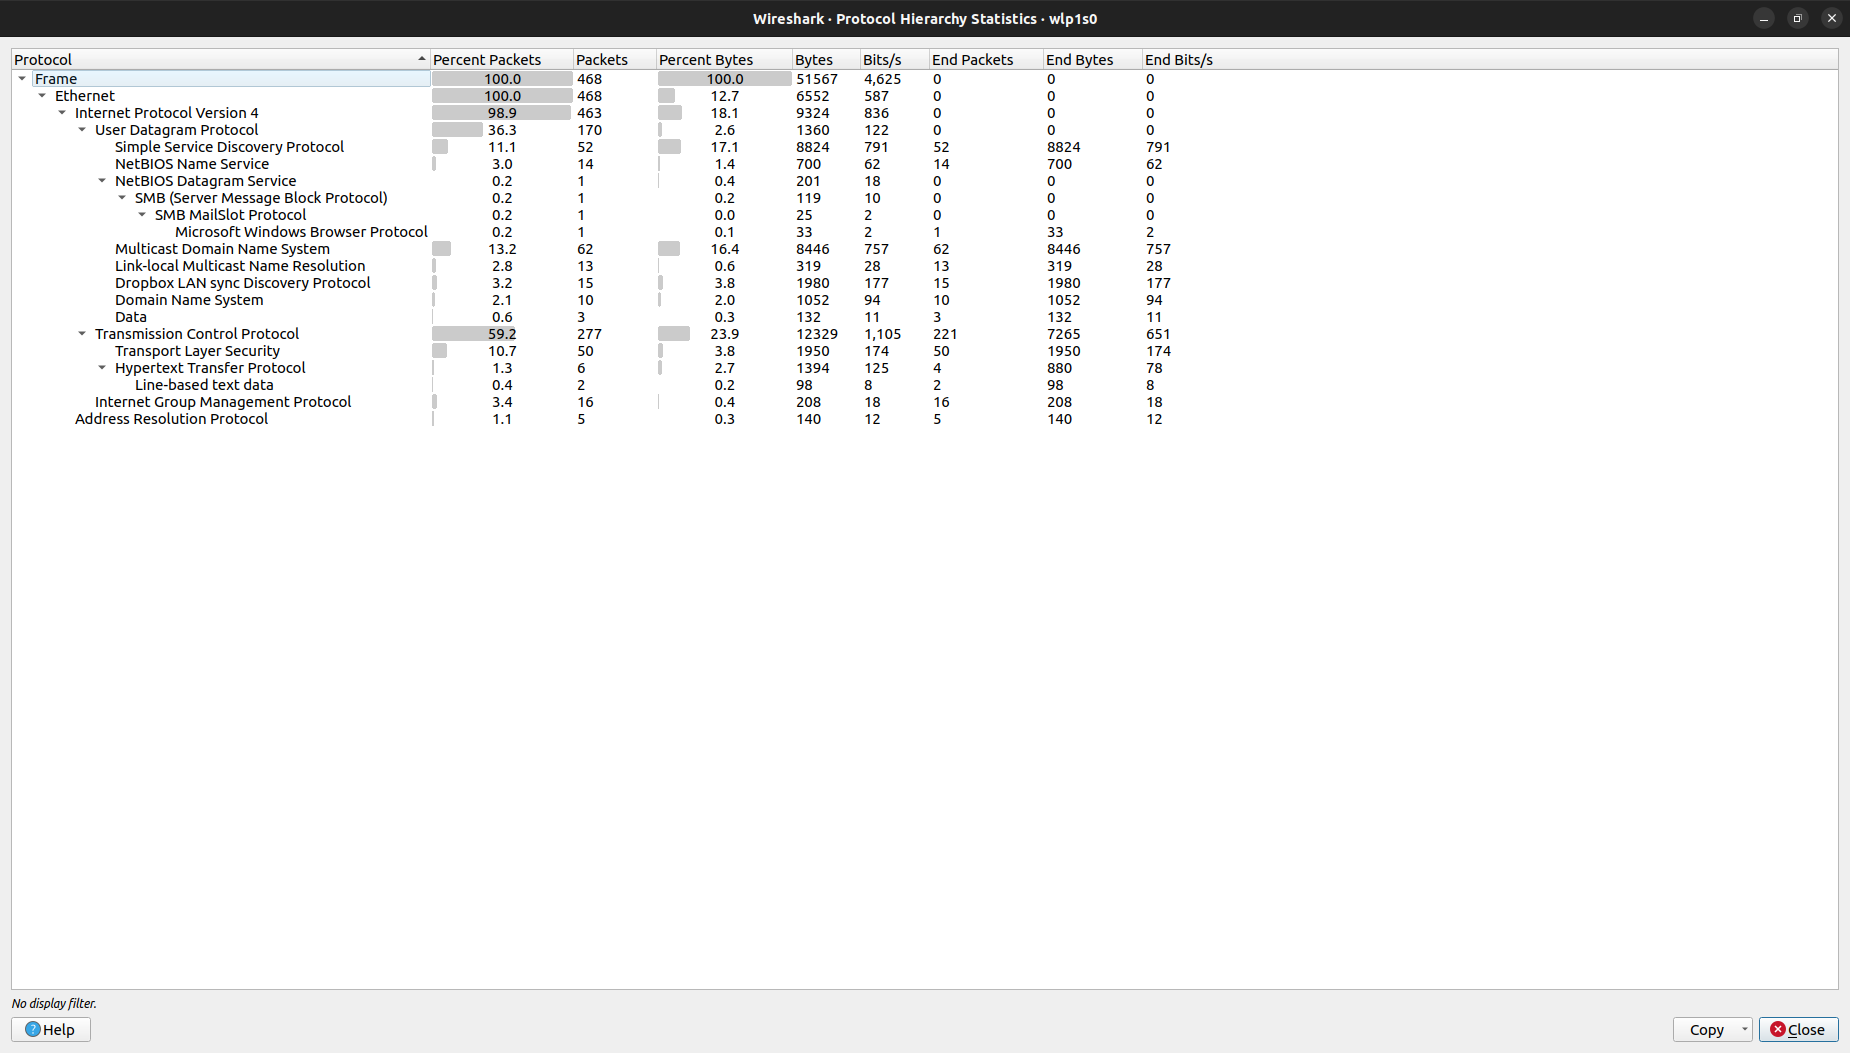 Wireshark · Protocol Hierarchy Statistics · wlp1s0
Protocol Percent Packets Packets Percent Bytes Bytes Bits/s End Packets End Bytes End Bits/s
Frame 100.0 468 100.0 51567 4,625 0 0 0
Ethernet 100.0 468 12.7 6552 587 0 0 0
Internet Protocol Version 4 98.9 463 18.1 9324 836 0 0 0
User Datagram Protocol 36.3 170 2.6 1360 122 0 0 0
Simple Service Discovery Protocol 11.1 52 17.1 8824 791 52 8824 791
NetBIOS Name Service 3.0 14 1.4 700 62 14 700 62
NetBIOS Datagram Service 0.2 1 0.4 201 18 0 0 0
SMB (Server Message Block Protocol) 0.2 1 0.2 119 10 0 0 0
SMB MailSlot Protocol 0.2 1 0.0 25 2 0 0 0
Microsoft Windows Browser Protocol 0.2 1 0.1 33 2 1 33 2
Multicast Domain Name System 13.2 62 16.4 8446 757 62 8446 757
Link-local Multicast Name Resolution 2.8 13 0.6 319 28 13 319 28
Dropbox LAN sync Discovery Protocol 3.2 15 3.8 1980 177 15 1980 177
Domain Name System 2.1 10 2.0 1052 94 10 1052 94
Data 0.6 3 0.3 132 11 3 132 11
Transmission Control Protocol 59.2 277 23.9 12329 1,105 221 7265 651
Transport Layer Security 10.7 50 3.8 1950 174 50 1950 174
Hypertext Transfer Protocol 1.3 6 2.7 1394 125 4 880 78
Line-based text data 0.4 2 0.2 98 8 2 98 8
Internet Group Management Protocol 3.4 16 0.4 208 18 16 208 18
Address Resolution Protocol 1.1 5 0.3 140 12 5 140 12
No display filter.
Help Copy Close